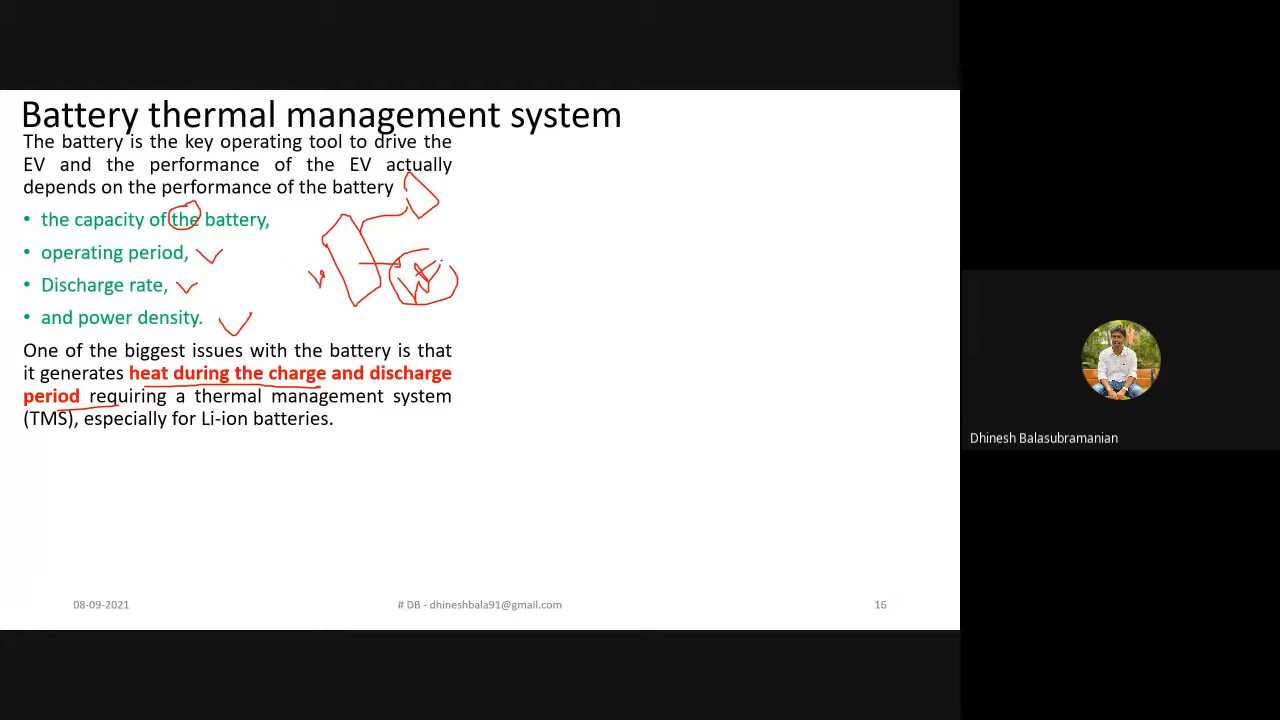 Battery thermal management system
The battery is the key operating tool to drive the
EV and the performance of the EV actually
depends on the performance of the battery
• the capacity of the battery,
• operating period,
• Discharge rate,
• and power density.
One of the biggest issues with the battery is that
it generates heat during the charge and discharge
period requiring a thermal management system
(TMS), especially for Li-ion batteries.
08-09-2021
# DB - dhineshbala91@gmail.com
16
Dhinesh Balasubramanian